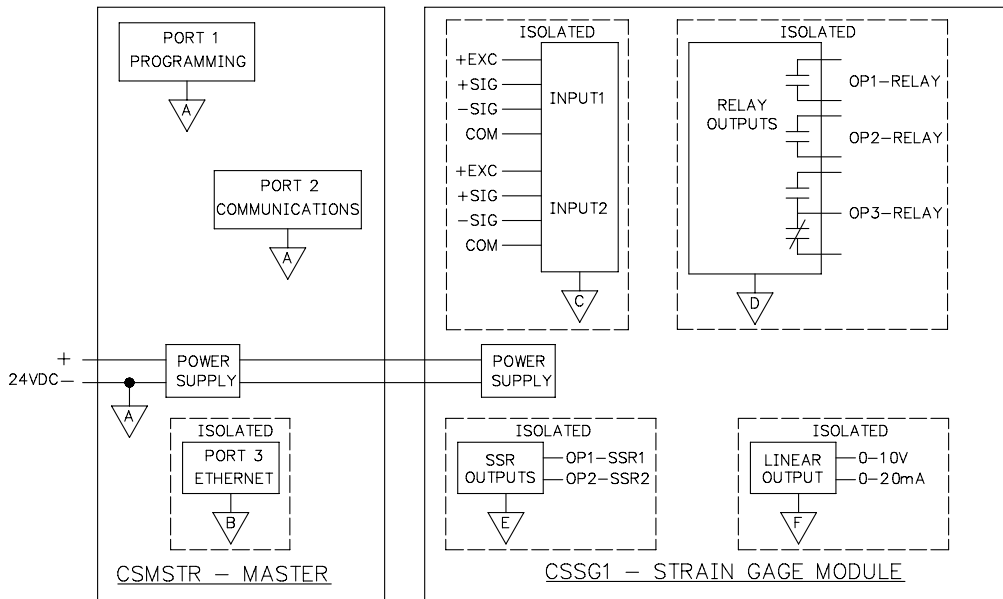 PORT 1
PROGRAMMING
A
PORT 2
COMMUNICATIONS
A
+
24VDC−
POWER
SUPPLY
A
ISOLATED
PORT 3
ETHERNET
B
CSMSTR − MASTER
ISOLATED
+EXC
+SIG
−SIG
COM
INPUT1
+EXC
+SIG
−SIG
COM
INPUT2
C
ISOLATED
RELAY
OUTPUTS
OP1−RELAY
OP2−RELAY
OP3−RELAY
D
POWER
SUPPLY
ISOLATED
SSR
OUTPUTS
OP1−SSR1
OP2−SSR2
E
ISOLATED
LINEAR
OUTPUT
0−10V
0−20mA
F
CSSG1 − STRAIN GAGE MODULE